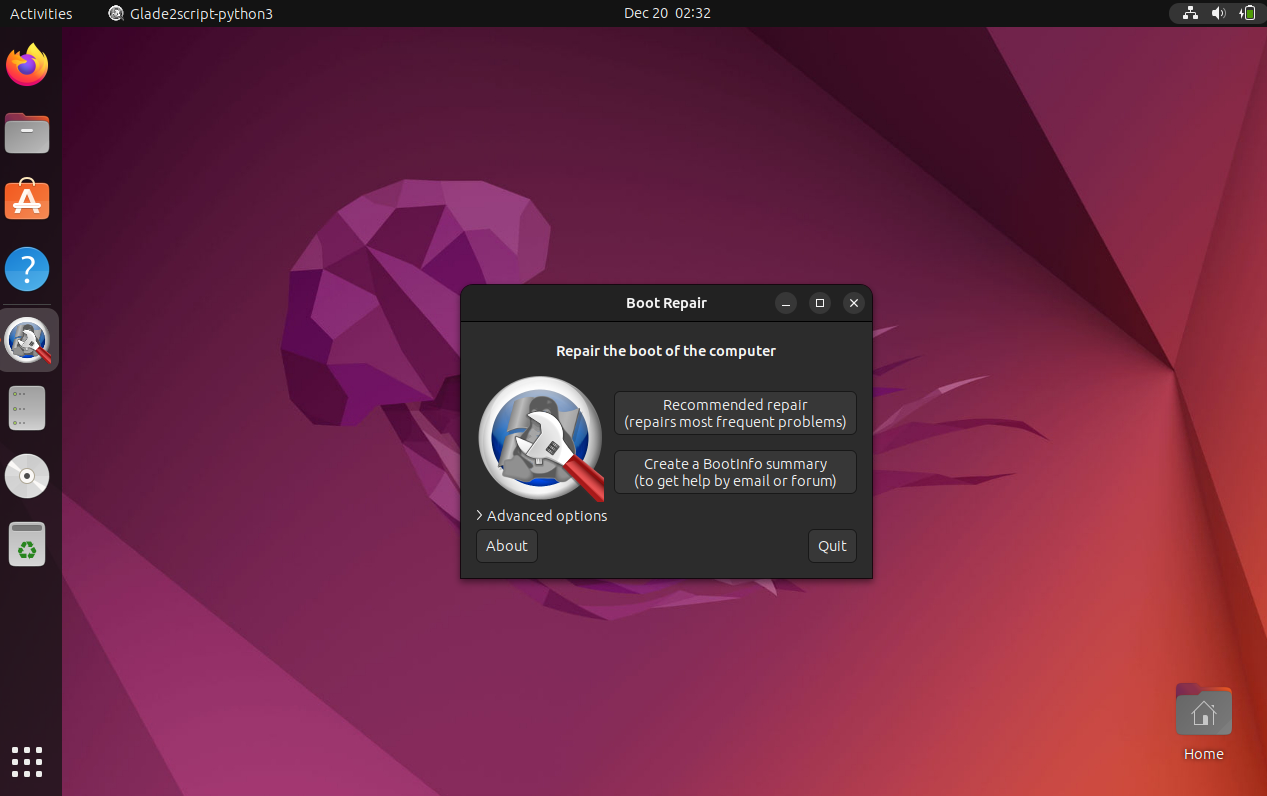 Activities
Glade2script-python3
Dec 20 02:32
Boot Repair
Repair the boot of the computer
Recommended repair
(repairs most frequent problems)
Create a BootInfo summary
(to get help by email or forum)
Advanced options
About
Quit
Home